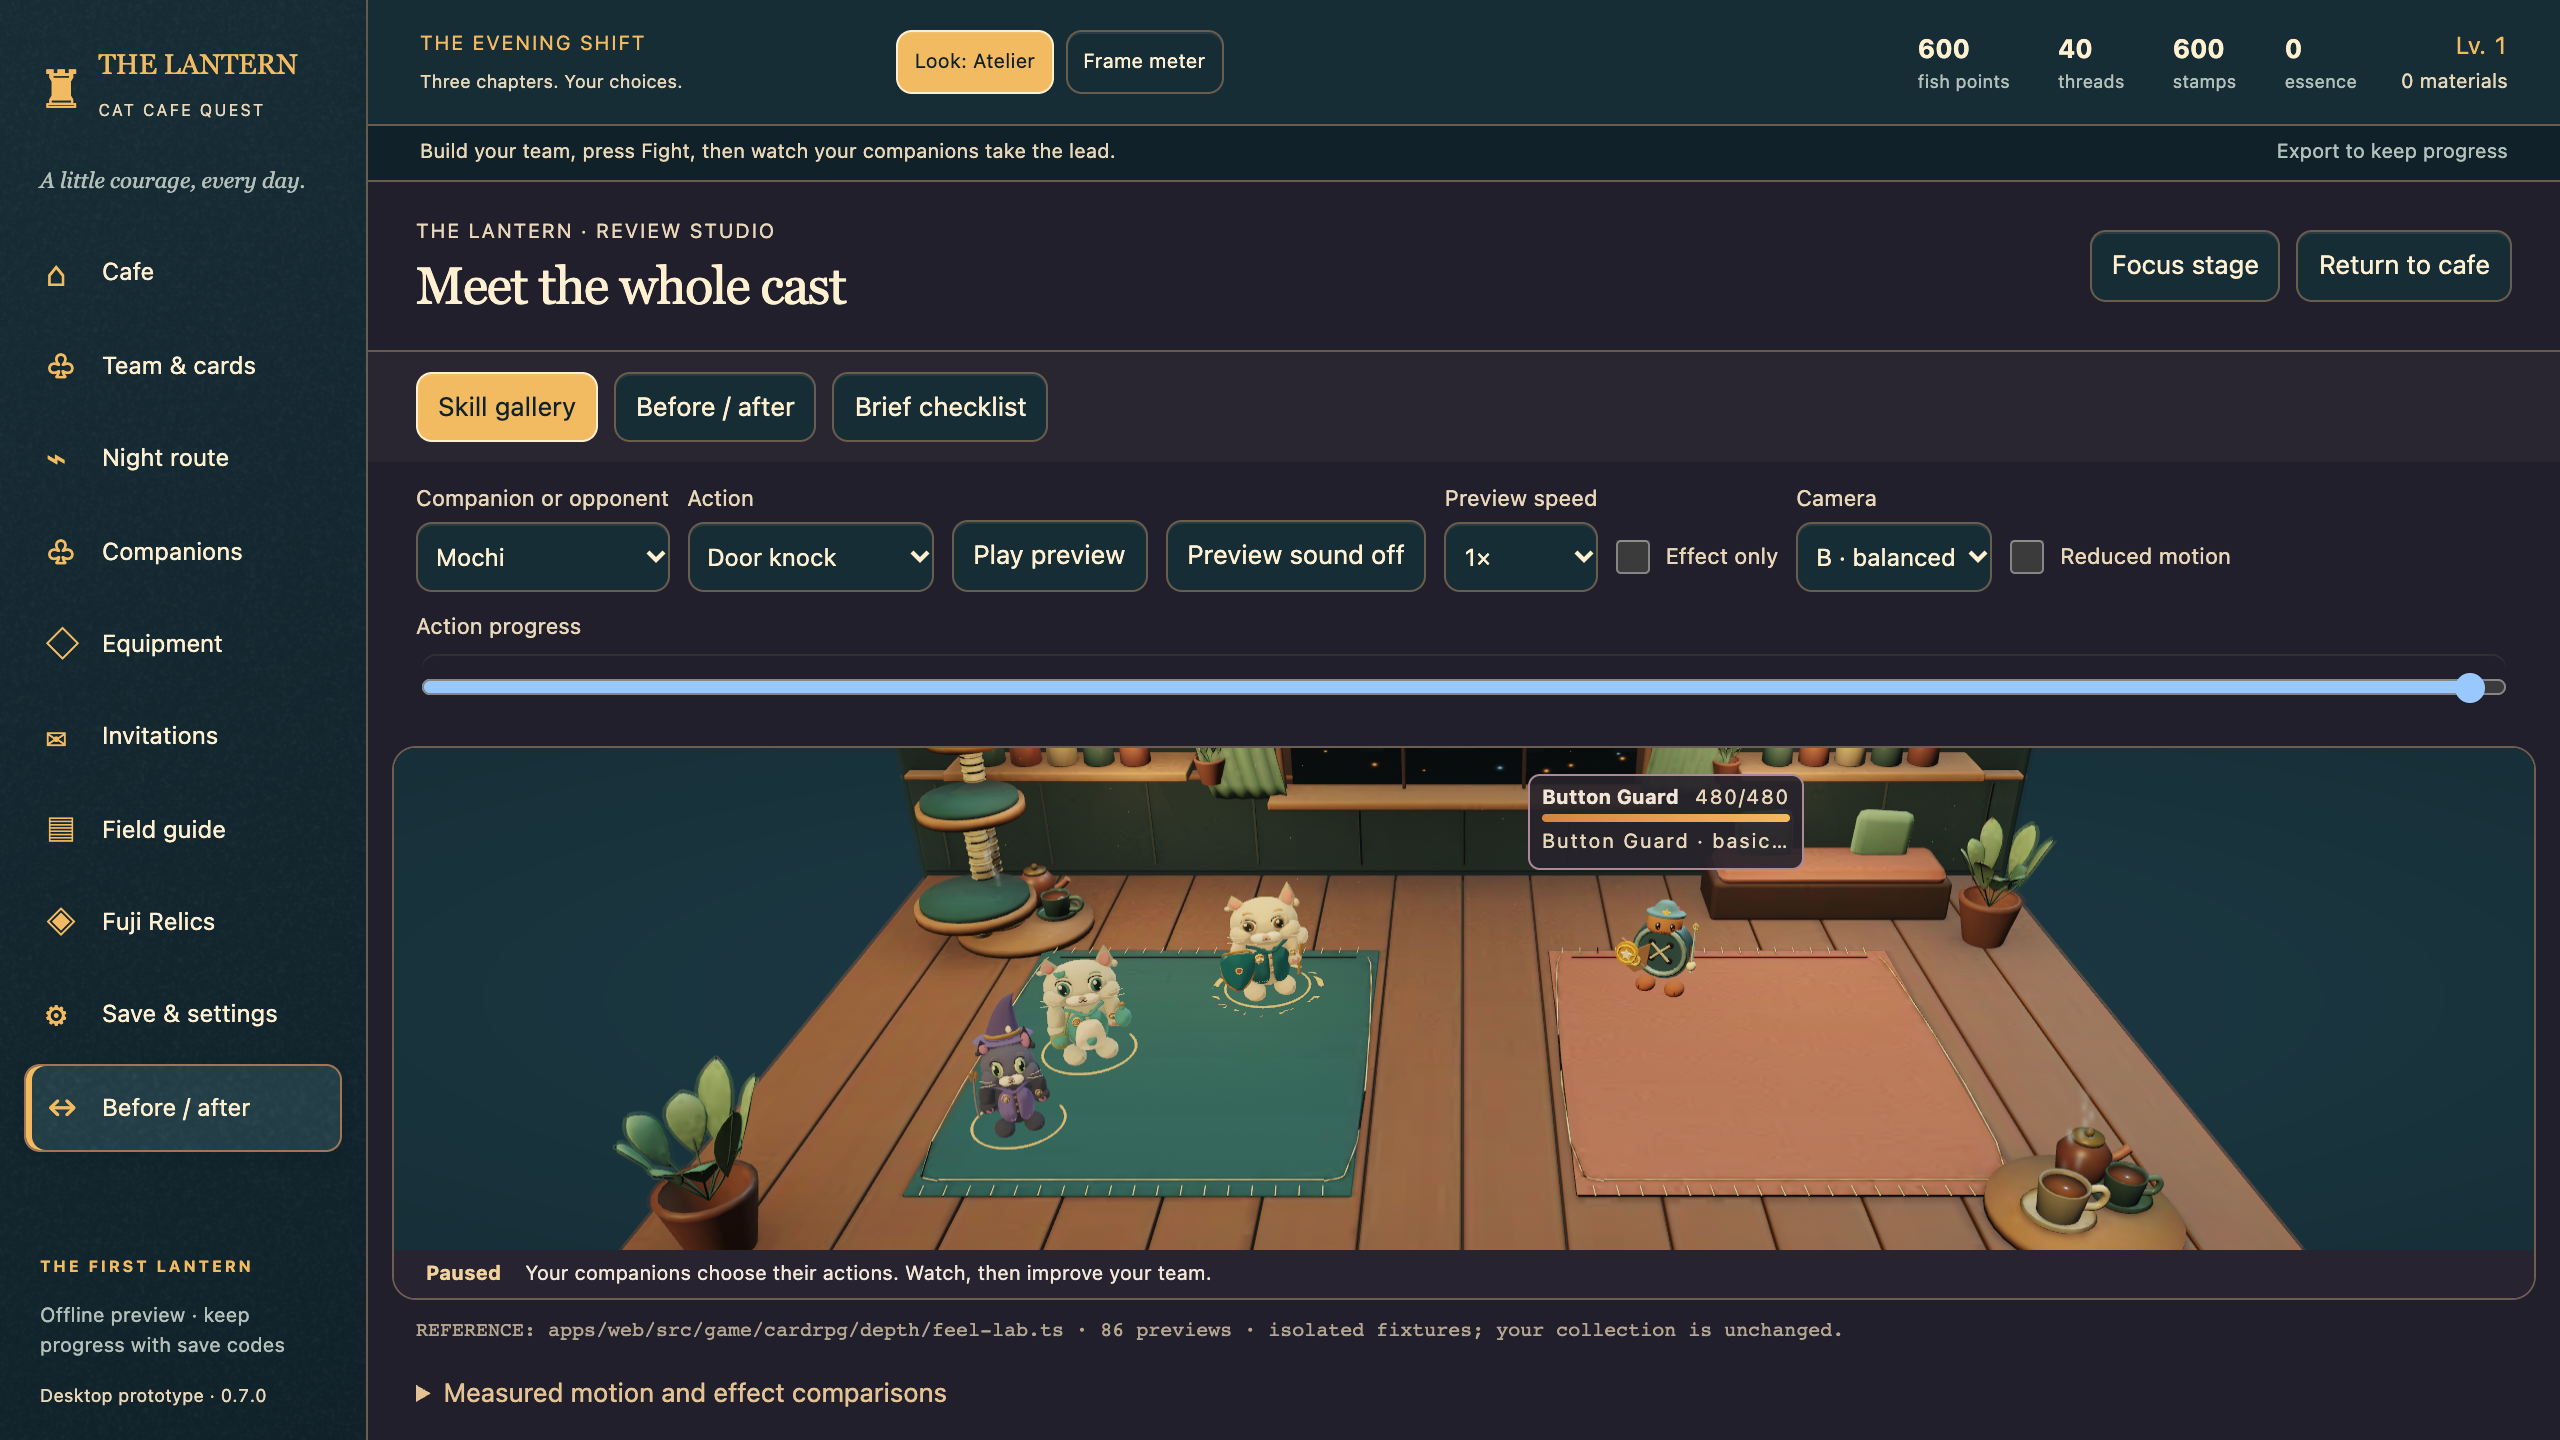 THE LANTERN
CAT CAFE QUEST
A little courage, every day.
Cafe
Team & cards
Night route
Companions
Equipment
Invitations
Field guide
Fuji Relics
Save & settings
Before / after
THE FIRST LANTERN
Offline preview · keep
progress with save codes
Desktop prototype · 0.7.0
THE EVENING SHIFT
Three chapters. Your choices.
Look: Atelier
Frame meter
600
fish points
40
threads
600
stamps
0
essence
Lv. 1
0 materials
Build your team, press Fight, then watch your companions take the lead.
Export to keep progress
THE LANTERN · REVIEW STUDIO
Meet the whole cast
Focus stage
Return to cafe
Skill gallery
Before / after
Brief checklist
Companion or opponent
Mochi
Action
Door knock
Play preview
Preview sound off
Preview speed
1×
Effect only
Camera
B · balanced
Reduced motion
Action progress
Button Guard 480/480
Button Guard · basic…
Paused Your companions choose their actions. Watch, then improve your team.
REFERENCE: apps/web/src/game/cardrpg/depth/feel-lab.ts · 86 previews · isolated fixtures; your collection is unchanged.
Measured motion and effect comparisons